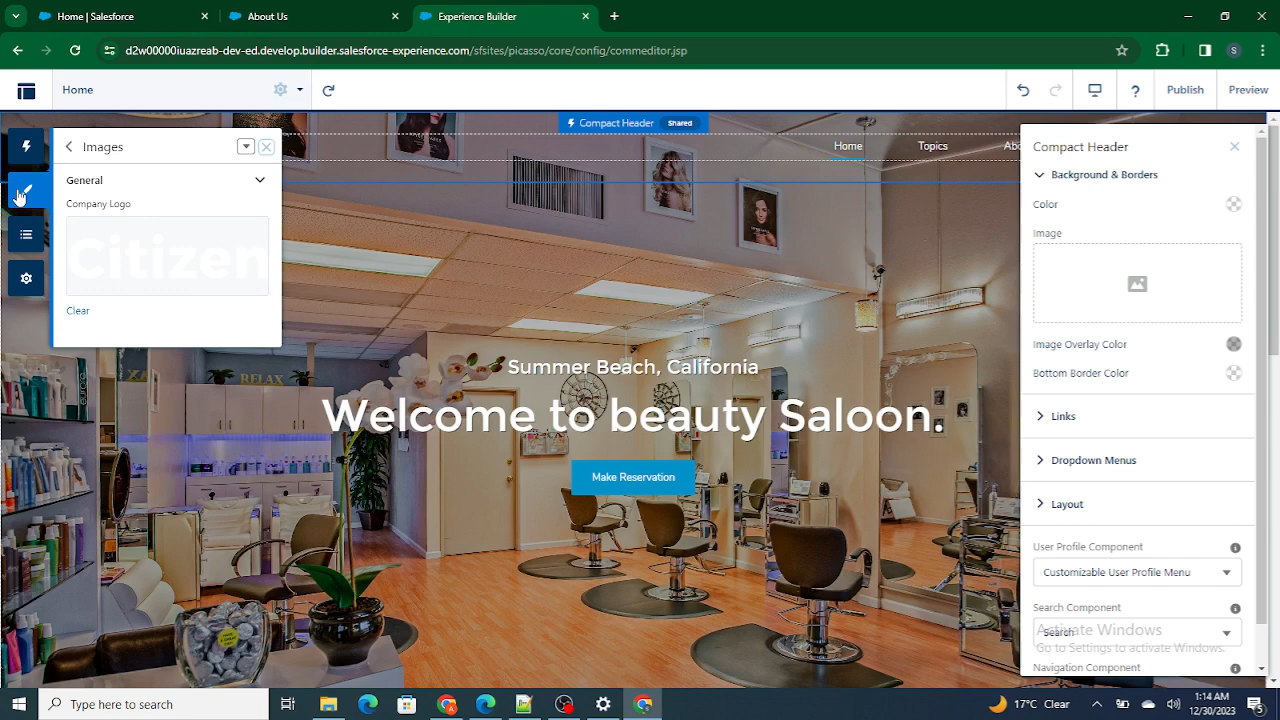 Home | Salesforce
About Us
Experience Builder
d2w00000iuazreab-dev-ed.develop.builder.salesforce-experience.com/sfsites/picasso/core/config/commeditor.jsp
S
Home
?
Publish
Preview
Compact Header
Shared
Home
Topics
Abo
Images
General
Company Logo
Citizen
Clear
RELAX
Summer Beach, California
Welcome to beauty Saloon.
Make Reservation
Compact Header
Background & Borders
Color
Image
Image Overlay Color
Bottom Border Color
Links
Dropdown Menus
Layout
User Profile Component
Customizable User Profile Menu
Search Component
Search
Activate Windows
Go to Settings to activate Windows.
Navigation Component
Type here to search
17°C Clear
1:14 AM
12/30/2023
5